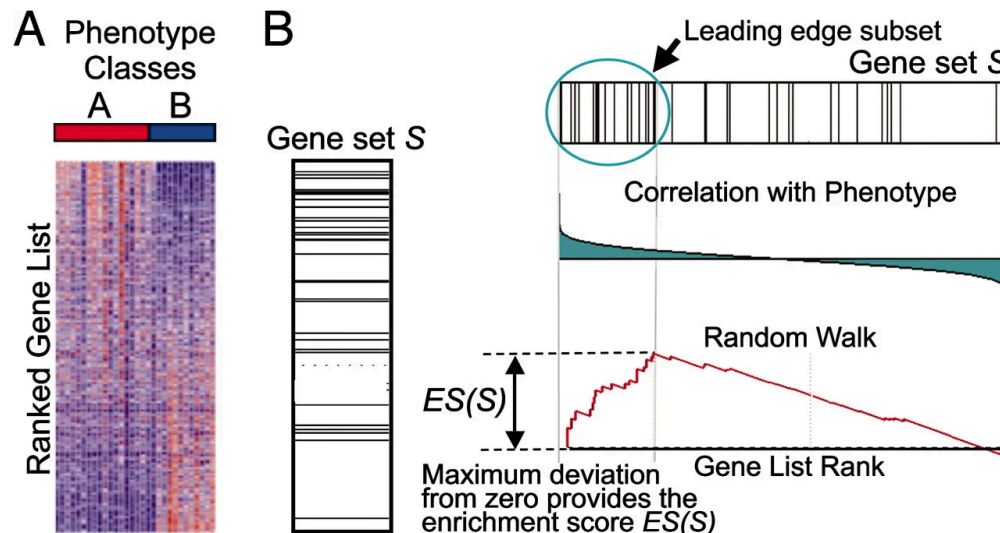 A
Phenotype
Classes
A B
Ranked Gene List
B
Gene set S
Leading edge subset
Gene set S
Correlation with Phenotype
Random Walk
ES(S)
Gene List Rank
Maximum deviation
from zero provides the
enrichment score ES(S)